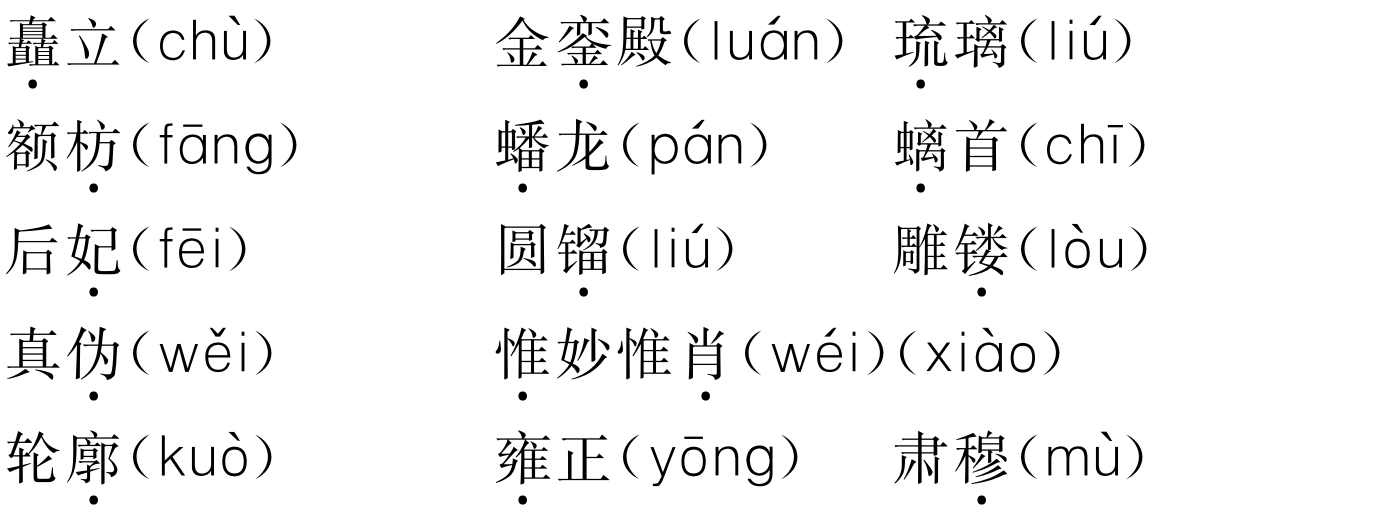 矗立(chù) 金銮殿(luán) 琉璃(liú)
额枋(fāng) 蟠龙(pán) 螭首(chī)
后妃(fēi) 圆镏(liú) 雕镂(lòu)
真伪(wěi) 惟妙惟肖(wéi)(xiào)
轮廓(kuò) 雍正(yōng) 肃穆(mù)